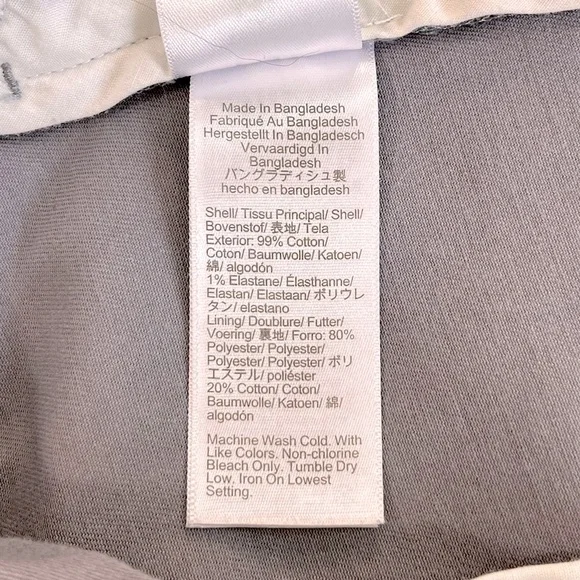 Made In Bangladesh
Fabriqué Au Bangladesh
Hergestellt In Bangladesch
Vervaardigd In
Bangladesh
バングラディシュ製
hecho en bangladesh
Shell/ Tissu Principal/ Shell/
Bovenstof/ 表地/ Tela
Exterior: 99% Cotton/
Coton/ Baumwolle/ Katoen/
綿/ algodón
1% Elastane/ Élasthanne/
Elastan/ Elastaan/ ポリウレ
タン/ elastano
Lining/ Doublure/ Futter/
Voering/ 裏地/ Forro: 80%
Polyester/ Polyester/
Polyester/ Polyester/ ポリ
エステル/ poliéster
20% Cotton/ Coton/
Baumwolle/ Katoen/ 綿/
algodón
Machine Wash Cold. With
Like Colors. Non-chlorine
Bleach Only. Tumble Dry
Low. Iron On Lowest
Setting.